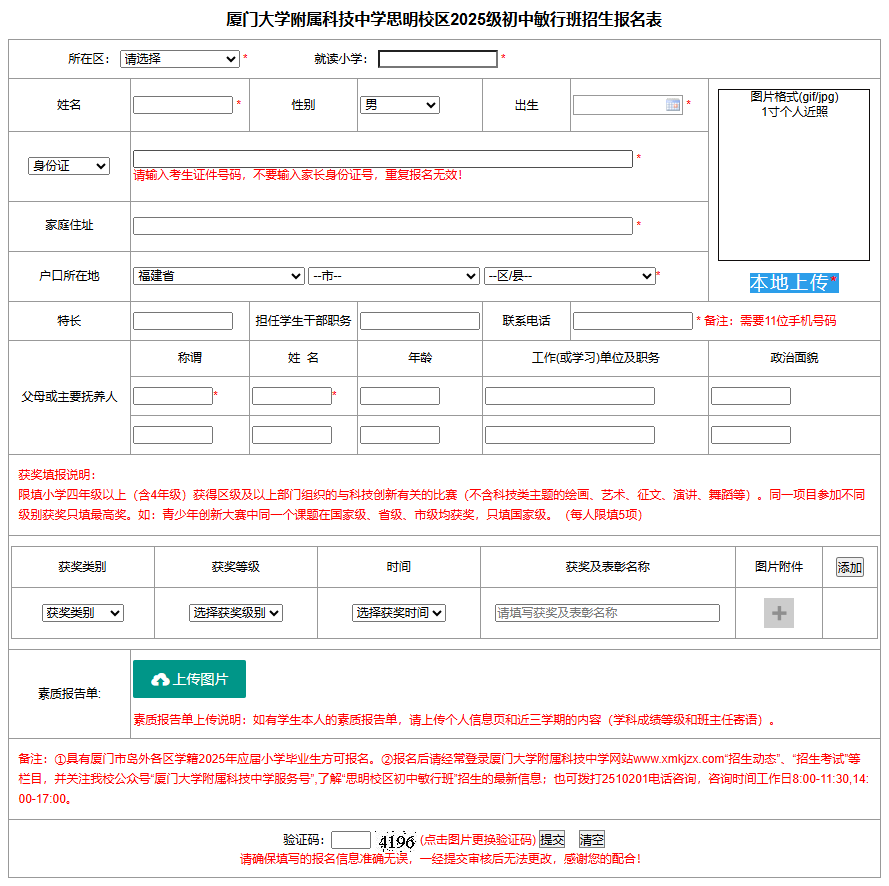 厦门大学附属科技中学思明校区2025级初中敏行班招生报名表
所在区： 请选择 * 就读小学： *
姓名 * 性别 男 出生 *
图片格式(gif/jpg)
1寸个人近照
身份证 *
请输入考生证件号码，不要输入家长身份证号，重复报名无效！
家庭住址 *
户口所在地 福建省 --市-- --区/县-- *
本地上传*
特长 担任学生干部职务 联系电话 * 备注：需要11位手机号码
父母或主要抚养人
称谓 姓 名 年龄 工作(或学习)单位及职务 政治面貌
* *
获奖填报说明：
限填小学四年级以上（含4年级）获得区级及以上部门组织的与科技创新有关的比赛（不含科技类主题的绘画、艺术、征文、演讲、舞蹈等）。同一项目参加不同
级别获奖只填最高奖。如：青少年创新大赛中同一个课题在国家级、省级、市级均获奖，只填国家级。（每人限填5项）
获奖类别 获奖等级 时间 获奖及表彰名称 图片附件 添加
获奖类别 选择获奖级别 选择获奖时间 请填写获奖及表彰名称
素质报告单:
上传图片
素质报告单上传说明：如有学生本人的素质报告单，请上传个人信息页和近三学期的内容（学科成绩等级和班主任寄语）。
备注：①具有厦门市岛外各区学籍2025年应届小学毕业生方可报名。②报名后请经常登录厦门大学附属科技中学网站www.xmkjzx.com“招生动态”、“招生考试”等
栏目，并关注我校公众号“厦门大学附属科技中学服务号”,了解“思明校区初中敏行班”招生的最新信息；也可拨打2510201电话咨询，咨询时间工作日8:00-11:30,14:
00-17:00。
验证码： 4196 (点击图片更换验证码) 提交 清空
请确保填写的报名信息准确无误，一经提交审核后无法更改，感谢您的配合！